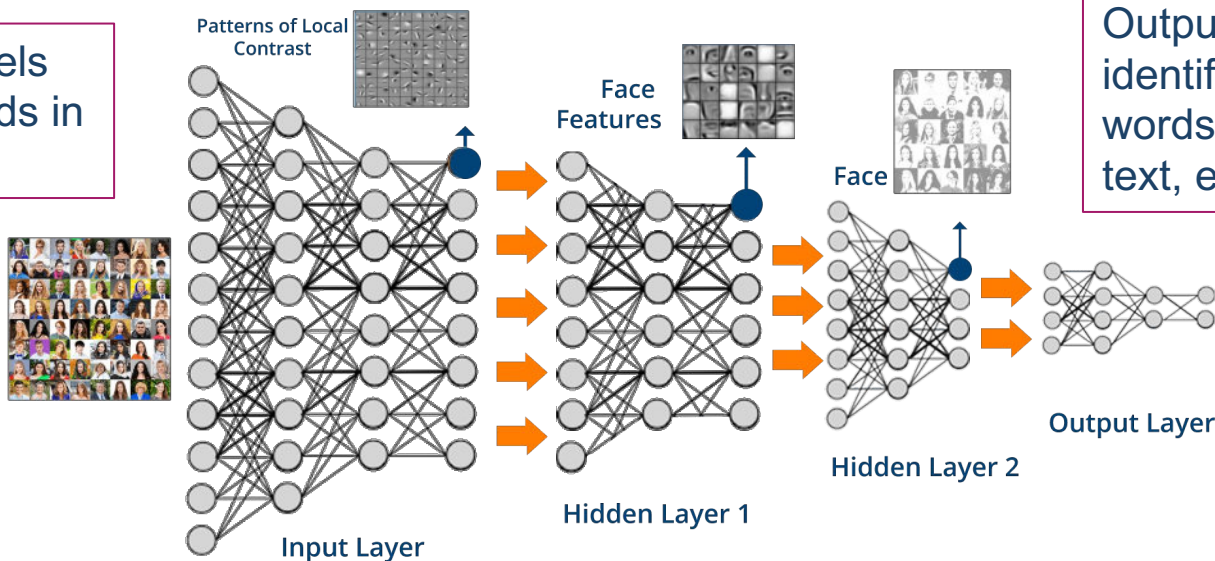 els
ds in
Patterns of Local
Contrast
Face
Features
Face
Outpu
identif
words
text, e
Output Layer
Hidden Layer 2
Hidden Layer 1
Input Layer